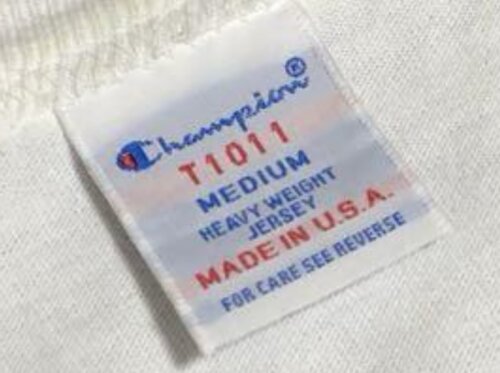 Champion®
T1011
MEDIUM
HEAVY WEIGHT
JERSEY
MADE IN U.S.A.
FOR CARE SEE REVERSE